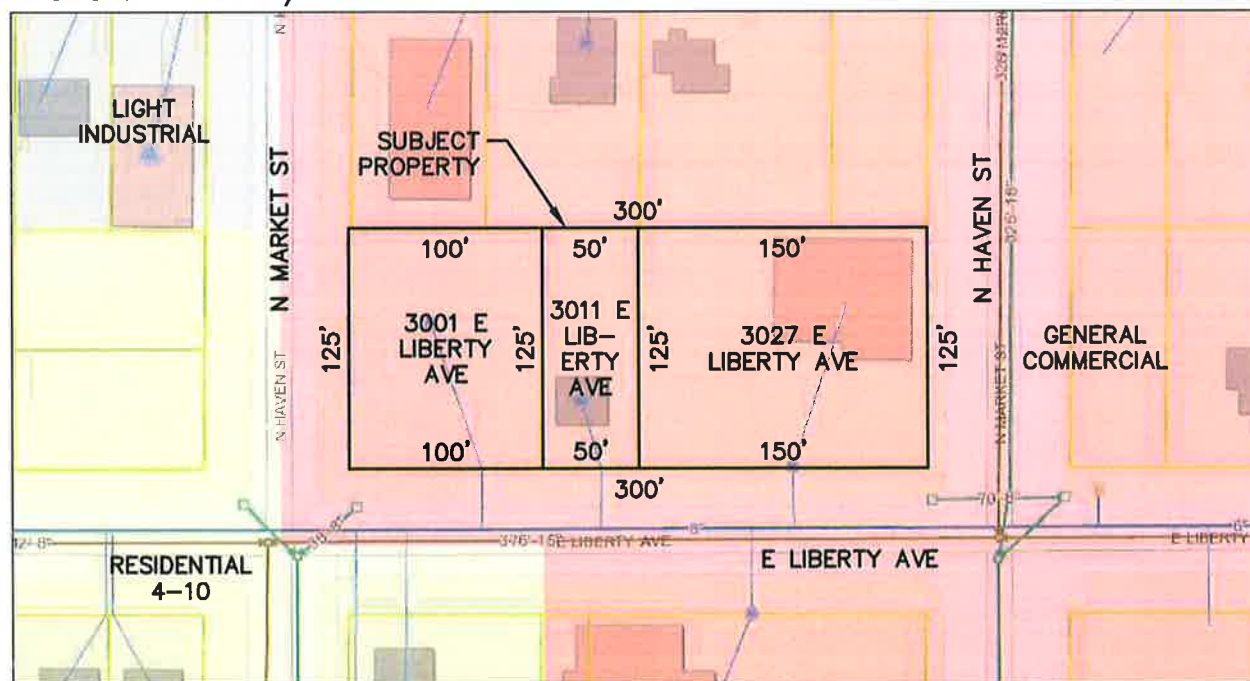 LIGHT
INDUSTRIAL
SUBJECT
PROPERTY
N MARKET ST
N HAVEN ST
300'
100'
50'
150'
125'
3001 E
LIBERTY
AVE
125'
3011 E
LIB-
ERTY
AVE
125'
3027 E
LIBERTY AVE
125'
GENERAL
COMMERCIAL
N HAVEN ST
N MARKET ST
100'
50'
150'
300'
8"
6"
E LIBERTY AVE
E LIBERTY
RESIDENTIAL
4-10
E LIBERTY AVE